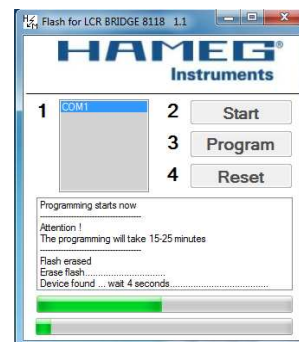 Flash for LCR BRIDGE 8118 1.1
HAMEG®
Instruments
1
COM1
2
Start
3
Program
4
Reset
Programming starts now
Attention !
The programming will take 15-25 minutes
Flash erased
Erase flash..............................
Device found ... wait 4 seconds.....................................